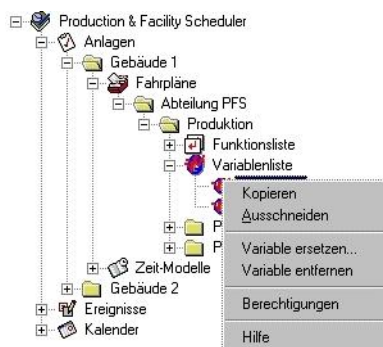 Production & Facility Scheduler
Anlagen
Gebäude 1
Fahrpläne
Abteilung PFS
Produktion
Funktionsliste
Variablenliste
Kopieren
Ausschneiden
P
Variable ersetzen...
P
Variable entfernen
Zeit-Modelle
Gebäude 2
Berechtigungen
Ereignisse
Kalender
Hilfe